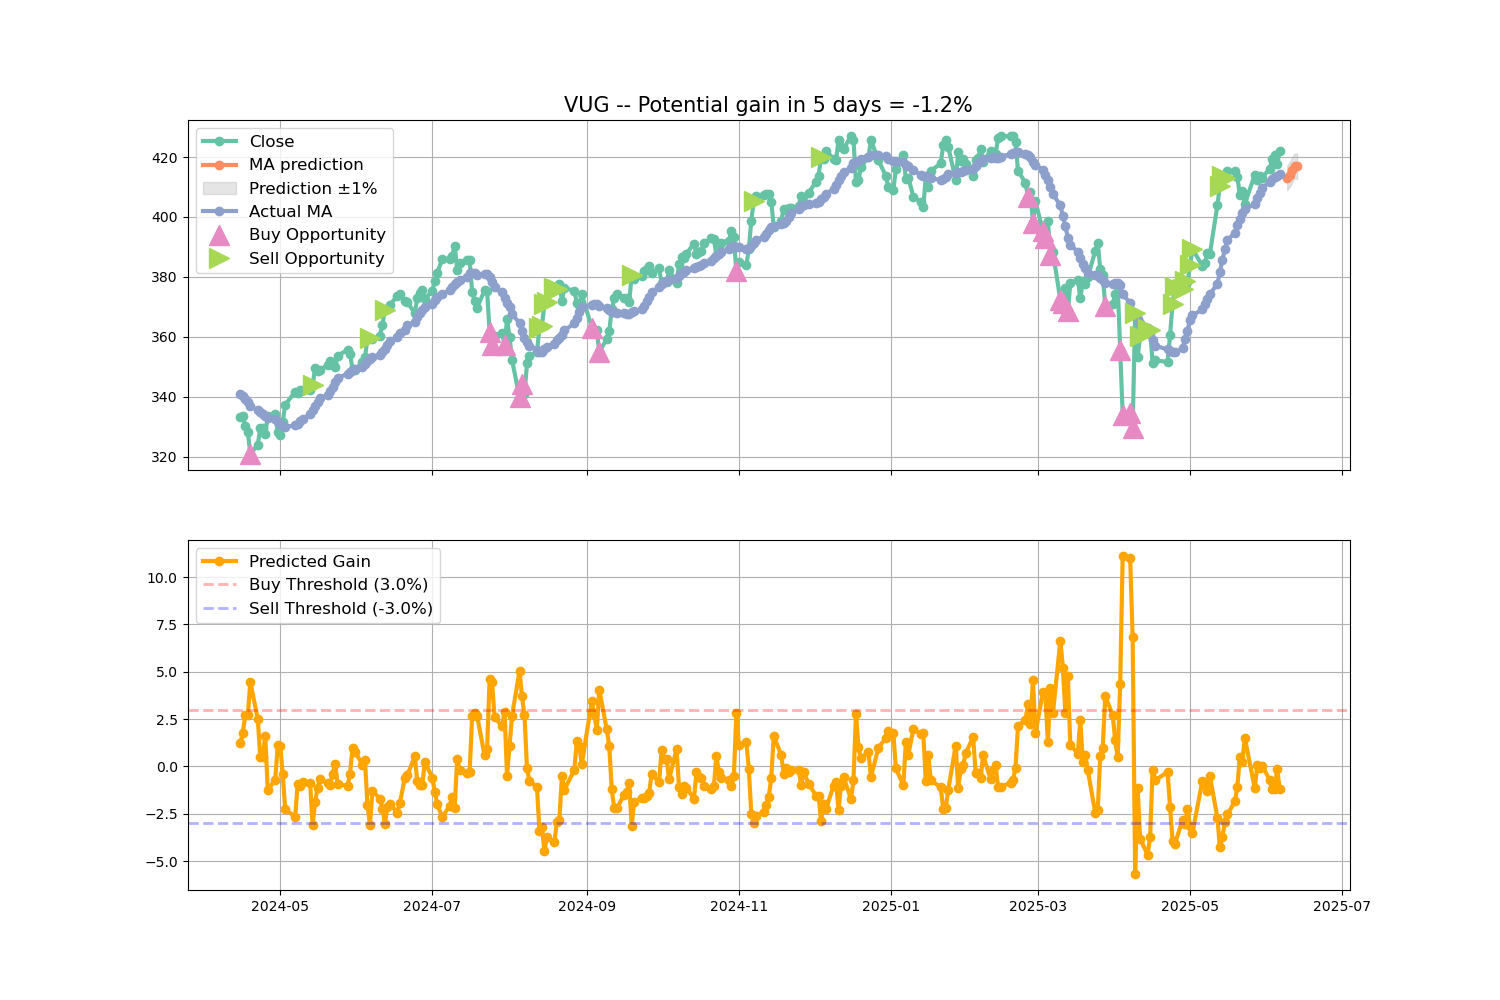 VUG -- Potential gain in 5 days = -1.2%
Close
MA prediction
Prediction ±1%
Actual MA
Buy Opportunity
Sell Opportunity
420
400
380
360
340
320
Predicted Gain
Buy Threshold (3.0%)
Sell Threshold (-3.0%)
10.0
7.5
5.0
2.5
0.0
−2.5
−5.0
2024-05 2024-07 2024-09 2024-11 2025-01 2025-03 2025-05 2025-07